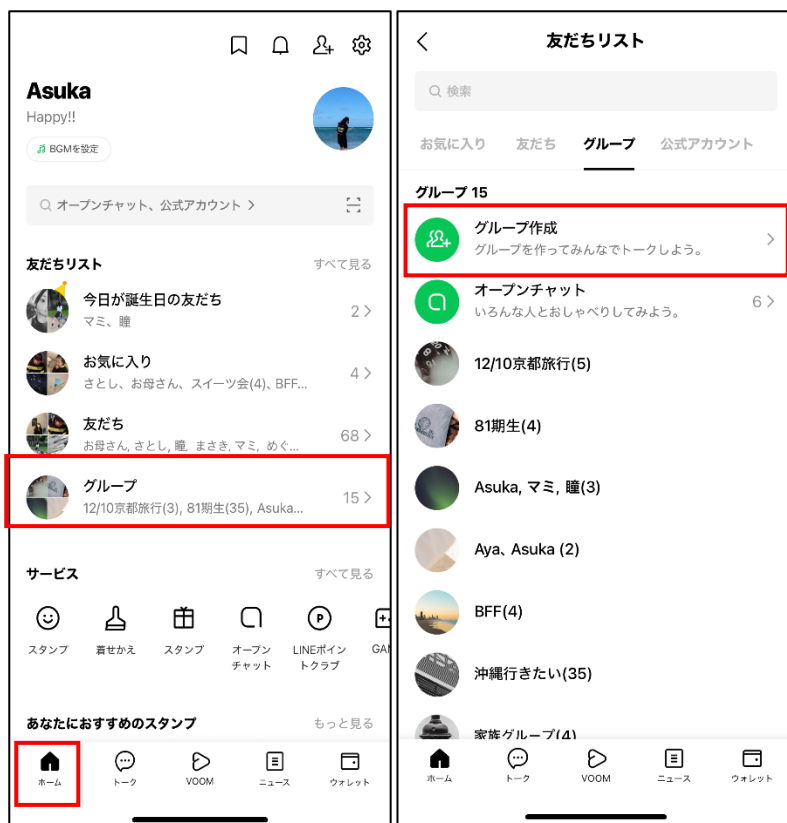 Asuka
Happy!!
BGMを設定
オープンチャット、公式アカウント >
友だちリスト
すべて見る
今日が誕生日の友だち
マミ、瞳
2 >
お気に入り
さとし、お母さん、スイーツ会(4)、BFF...
4 >
友だち
お母さん, さとし, 瞳, まさき, マミ, めぐ...
68 >
グループ
12/10京都旅行(3), 81期生(35), Asuka...
15 >
サービス
すべて見る
スタンプ
着せかえ
スタンプ
オープン
チャット
LINEポイン
トクラブ
GA
あなたにおすすめのスタンプ
もっと見る
ホーム
トーク
VOOM
ニュース
ウォレット
友だちリスト
検索
お気に入り
友だち
グループ
公式アカウント
グループ 15
グループ作成
グループを作ってみんなでトークしよう。
オープンチャット
いろんな人とおしゃべりしてみよう。
6 >
12/10京都旅行(5)
81期生(4)
Asuka, マミ, 瞳(3)
Aya、Asuka (2)
BFF(4)
沖縄行きたい(35)
家族グループ(4)
ホーム
トーク
VOOM
ニュース
ウォレット